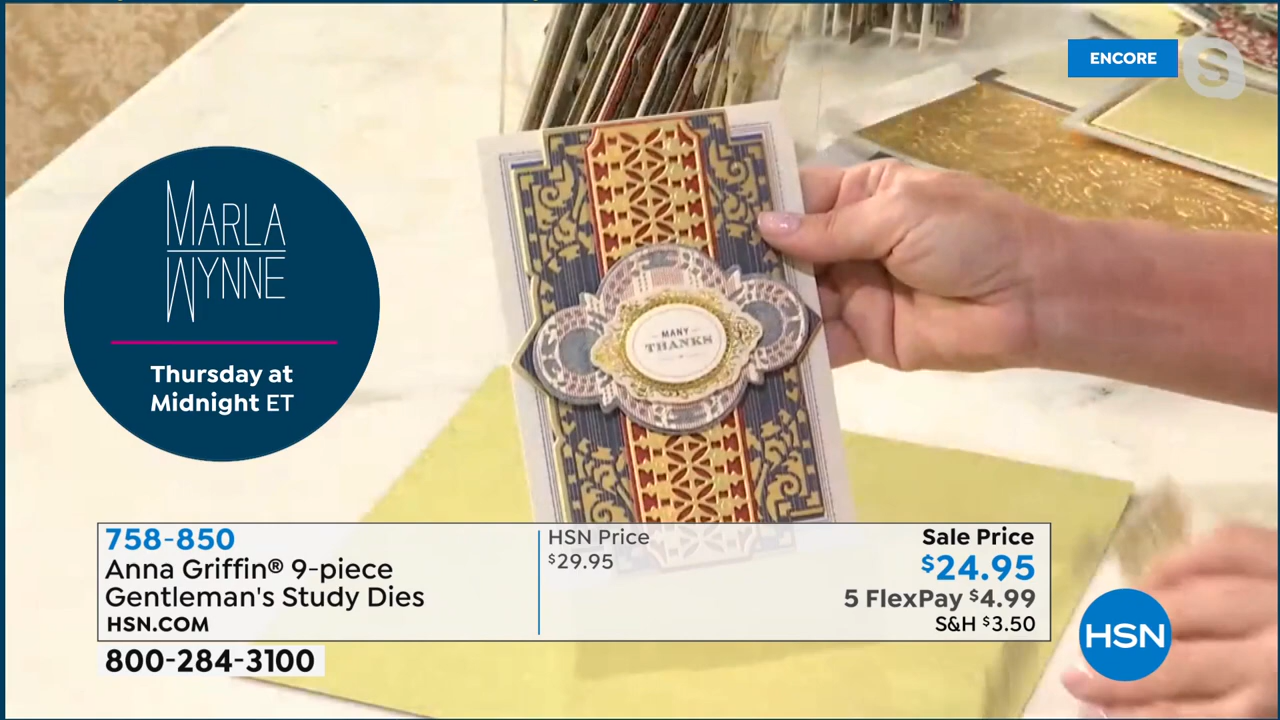 ENCORE
S
MARLA
WYNNE
Thursday at
Midnight ET
MANY
THANKS
758-850
Anna Griffin® 9-piece
Gentleman's Study Dies
HSN.COM
800-284-3100
HSN Price
$29.95
Sale Price
$24.95
5 FlexPay $4.99
S&H $3.50
HSN